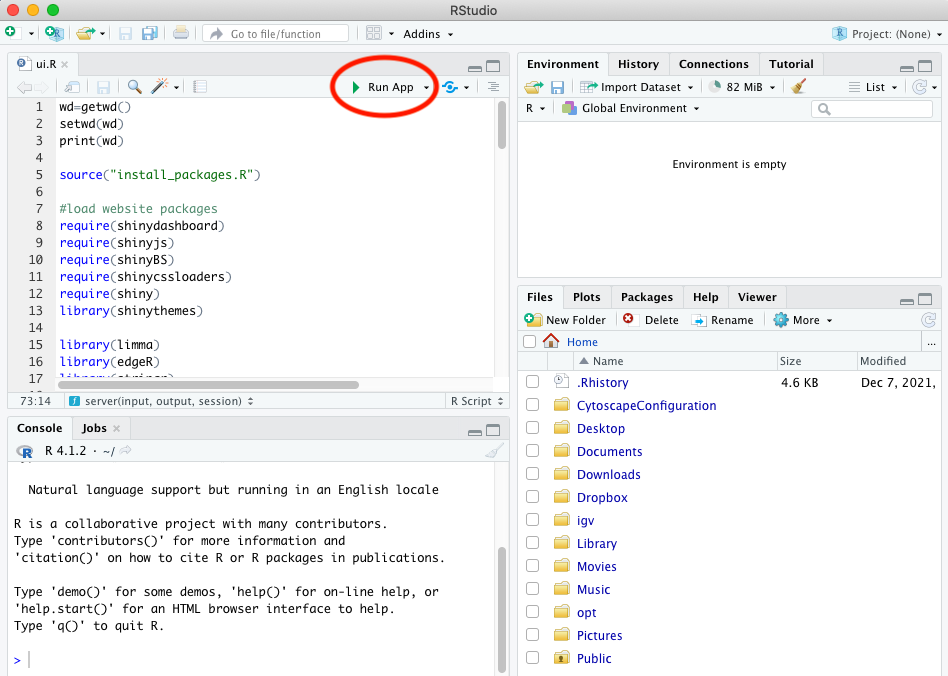 RStudio
Go to file/function
Addins
Project: (None)
ui.R
Run App
1 wd=getwd()
2 setwd(wd)
3 print(wd)
4
5 source("install_packages.R")
6
7 #load website packages
8 require(shinydashboard)
9 require(shinyjs)
10 require(shinyBS)
11 require(shinycssloaders)
12 require(shiny)
13 library(shinythemes)
14
15 library(limma)
16 library(edgeR)
17
73:14 server(input, output, session) R Script
Console Jobs
R 4.1.2 · ~/
Natural language support but running in an English locale
R is a collaborative project with many contributors.
Type 'contributors()' for more information and
'citation()' on how to cite R or R packages in publications.
Type 'demo()' for some demos, 'help()' for on-line help, or
'help.start()' for an HTML browser interface to help.
Type 'q()' to quit R.
>
Environment History Connections Tutorial
Import Dataset 82 MiB List
R Global Environment
Environment is empty
Files Plots Packages Help Viewer
New Folder Delete Rename More
Home ...
Name Size Modified
.Rhistory 4.6 KB Dec 7, 2021,
CytoscapeConfiguration
Desktop
Documents
Downloads
Dropbox
igv
Library
Movies
Music
opt
Pictures
Public